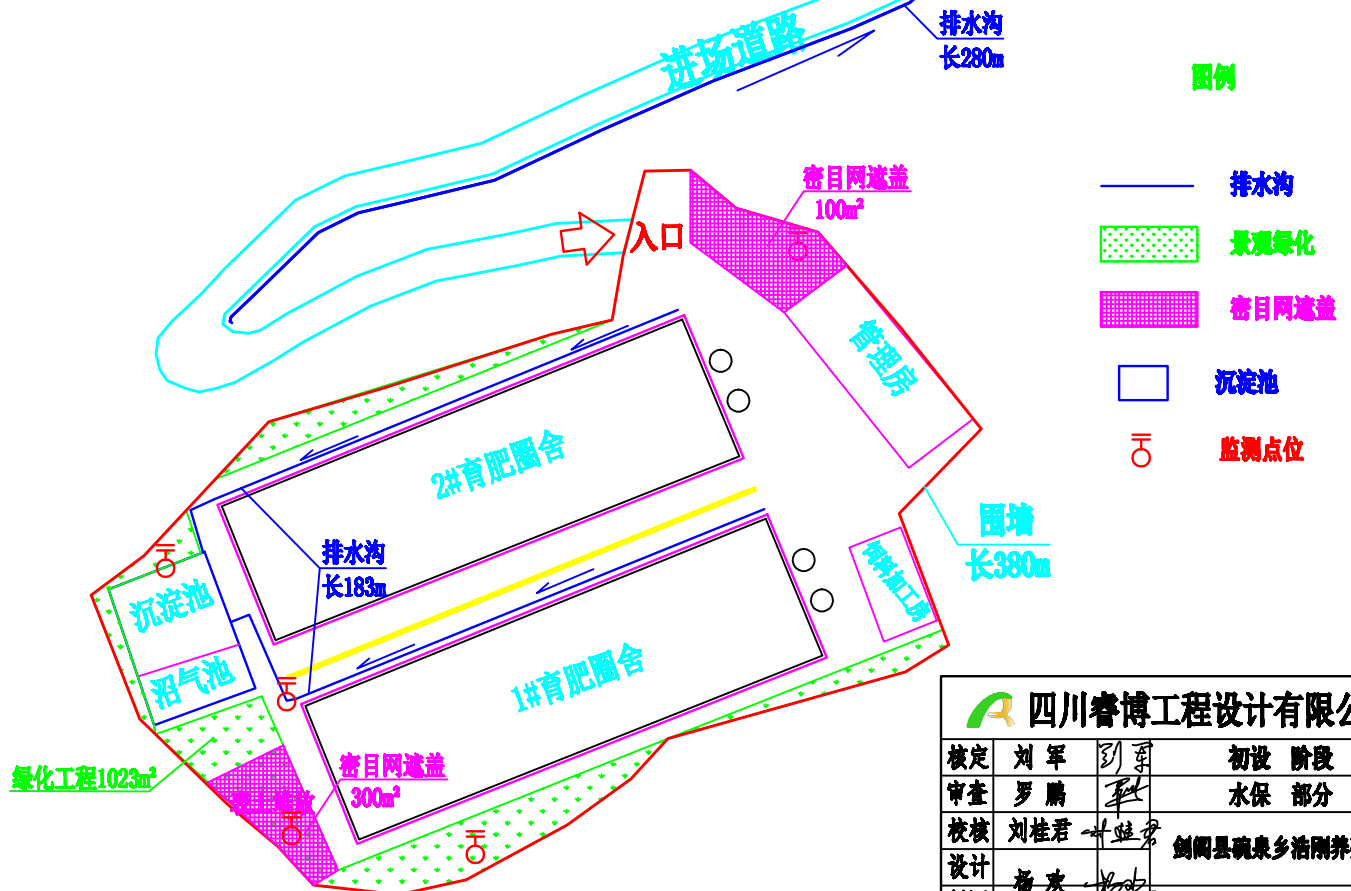 进场道路
排水沟
长280m
图例
密目网遮盖
100m²
入口
排水沟
景观绿化
密目网遮盖
沉淀池
监测点位
管理房
2#育肥圈舍
围墙
长380m
排水沟
长183m
饲料加工房
沉淀池
沼气池
1#育肥圈舍
绿化工程1023m²
密目网遮盖
300m²
四川睿博工程设计有限公
核定 刘军 初设 阶段
审查 罗鹏 水保 部分
校核 刘桂君
剑阁县碗泉乡浩刚养
设计 杨欢